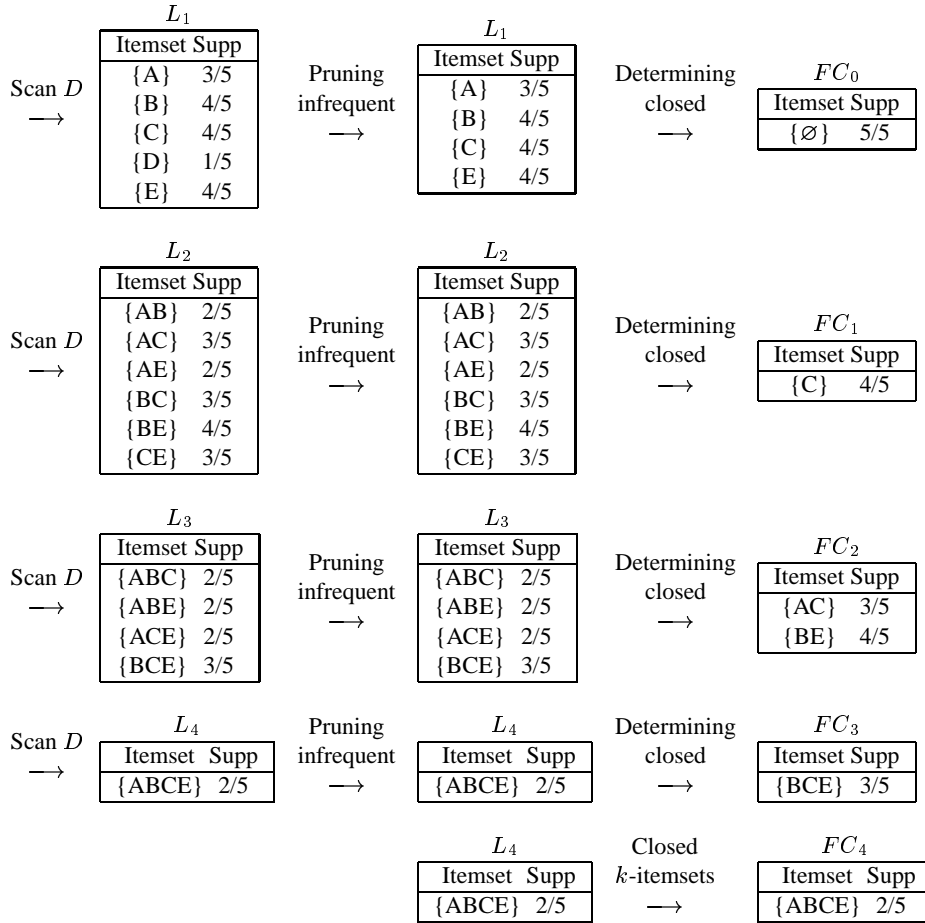 L1
Itemset Supp
Scan D → {A} 3/5
{B} 4/5
{C} 4/5
{D} 1/5
{E} 4/5
Pruning infrequent →
L1
Itemset Supp
{A} 3/5
{B} 4/5
{C} 4/5
{E} 4/5
Determining closed →
FC0
Itemset Supp
{∅} 5/5
L2
Itemset Supp
Scan D → {AB} 2/5
{AC} 3/5
{AE} 2/5
{BC} 3/5
{BE} 4/5
{CE} 3/5
Pruning infrequent →
L2
Itemset Supp
{AB} 2/5
{AC} 3/5
{AE} 2/5
{BC} 3/5
{BE} 4/5
{CE} 3/5
Determining closed →
FC1
Itemset Supp
{C} 4/5
L3
Itemset Supp
Scan D → {ABC} 2/5
{ABE} 2/5
{ACE} 2/5
{BCE} 3/5
Pruning infrequent →
L3
Itemset Supp
{ABC} 2/5
{ABE} 2/5
{ACE} 2/5
{BCE} 3/5
Determining closed →
FC2
Itemset Supp
{AC} 3/5
{BE} 4/5
L4
Scan D → Itemset Supp
{ABCE} 2/5
Pruning infrequent →
L4
Itemset Supp
{ABCE} 2/5
Determining closed →
FC3
Itemset Supp
{BCE} 3/5
L4
Itemset Supp
{ABCE} 2/5
Closed k-itemsets →
FC4
Itemset Supp
{ABCE} 2/5